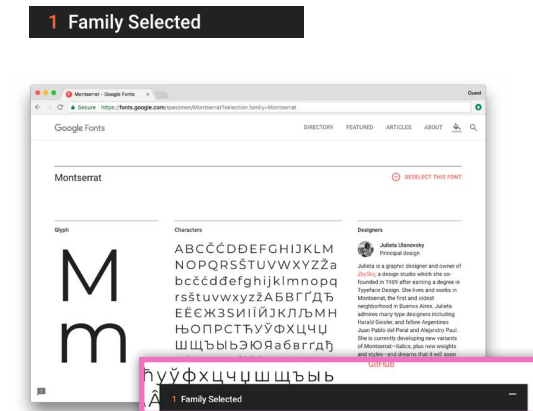 1 Family Selected
Montserrat - Google Fonts
Guest
Secure https://fonts.google.com/specimen/Montserrat?selection.family=Montserrat
Google Fonts
DIRECTORY FEATURED ARTICLES ABOUT
Montserrat
DESELECT THIS FONT
Glyph
Characters
Designers
M
m
ABCČĆDĐEFGHIJKLM
NOPQRSŠTUVWXYZŽa
bcčćdđefghijklmnopq
rsštuvwxyzžАБВГҐДЂ
ЕЁЄЖЗЅИІЇЙЈКЛЉМН
ЊОПРСТЋУЎФХЦЧЏ
ШЩЪЫЬЭЮЯабвгґдђ
Julieta Ulanovsky
Principal design
Julieta is a graphic designer and owner of
ZkySky, a design studio which she co-
founded in 1989 after earning a degree in
Typeface Design. She lives and works in
Montserrat, the first and oldest
neighborhood in Buenos Aires. Julieta
admires many type designers including
Harald Geisler, and fellow Argentines
Juan Pablo del Peral and Alejandro Paul.
She is currently developing new variants
of Montserrat—italics, plus new weights
and styles—and dreams that it will soon
GitHub
ћуўфхцчџшщъыь
1 Family Selected